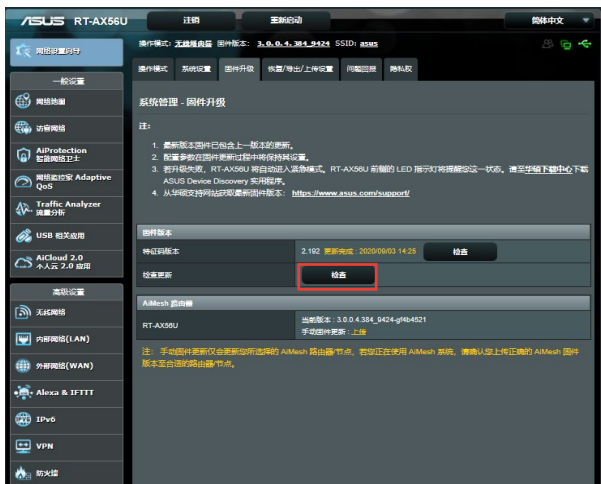 ASUS RT-AX56U 注销 重新启动 简体中文
操作模式: 无线路由器 固件版本: 3.0.0.4.384_9424 SSID: asus
网络设置向导
操作模式 系统设置 固件升级 恢复/导出/上传设置 问题回报 隐私权
一般设置
系统管理 - 固件升级
网络地图
注:
访客网络
1. 最新版本固件已包含上一版本的更新。
2. 配置参数在固件更新过程中将保持其设置。
AiProtection
智能网络卫士
3. 若升级失败, RT-AX56U 将自动进入紧急模式。RT-AX56U 前侧的 LED 指示灯将提醒您这一状态。请至华硕下载中心下载
ASUS Device Discovery 实用程序。
网络监控家 Adaptive
QoS
4. 从华硕支持网站获取最新固件版本: https://www.asus.com/support/
Traffic Analyzer
流量分析
USB 相关应用
固件版本
特征码版本 2.192 更新完成 : 2020/09/03 14:25 检查
AiCloud 2.0
个人云 2.0 应用
检查更新 检查
高级设置
AiMesh 路由器
无线网络
RT-AX56U
当前版本 : 3.0.0.4.384_9424-gf4b4521
手动固件更新 : 上传
内部网络(LAN)
注: 手动固件更新仅会更新您所选择的 AiMesh 路由器/节点，若您正在使用 AiMesh 系统，请确认您上传正确的 AiMesh 固件
版本至合适的路由器/节点。
外部网络(WAN)
Alexa & IFTTT
IPv6
VPN
防火墙